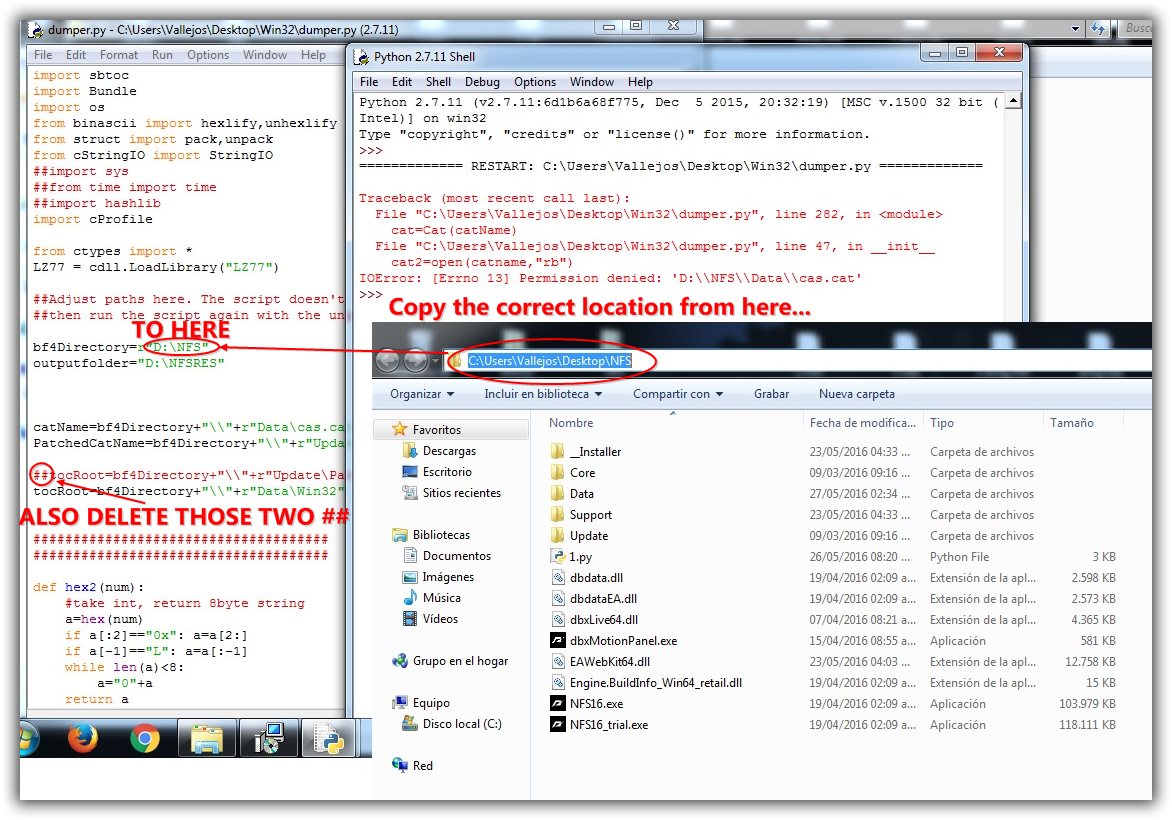 dumper.py - C:\Users\Vallejos\Desktop\Win32\dumper.py (2.7.11)
File Edit Format Run Options Window Help
import sbtoc
import Bundle
import os
from binascii import hexlify,unhexlify
from struct import pack,unpack
from cStringIO import StringIO
##import sys
##from time import time
##import hashlib
import cProfile
from ctypes import *
LZ77 = cdll.LoadLibrary("LZ77")
##Adjust paths here. The script doesn't
##then run the script again with the un
TO HERE
bf4Directory=r"D:\NFS"
outputfolder="D:\NFSRES"
catName=bf4Directory+"\\"+r"Data\cas.ca
PatchedCatName=bf4Directory+"\\"+r"Upda
##tocRoot=bf4Directory+"\\"+r"Update\Pa
tocRoot=bf4Directory+"\\"+r"Data\Win32"
ALSO DELETE THOSE TWO ##
#####################################
#####################################
def hex2(num):
    #take int, return 8byte string
    a=hex(num)
    if a[:2]=="0x": a=a[2:]
    if a[-1]=="L": a=a[:-1]
    while len(a)<8:
        a="0"+a
    return a
Python 2.7.11 Shell
File Edit Shell Debug Options Window Help
Python 2.7.11 (v2.7.11:6d1b6a68f775, Dec  5 2015, 20:32:19) [MSC v.1500 32 bit (
Intel)] on win32
Type "copyright", "credits" or "license()" for more information.
>>>
============= RESTART: C:\Users\Vallejos\Desktop\Win32\dumper.py =============
Traceback (most recent call last):
  File "C:\Users\Vallejos\Desktop\Win32\dumper.py", line 282, in <module>
    cat=Cat(catName)
  File "C:\Users\Vallejos\Desktop\Win32\dumper.py", line 47, in __init__
    cat2=open(catname,"rb")
IOError: [Errno 13] Permission denied: 'D:\\NFS\\Data\\cas.cat'
>>>
Copy the correct location from here...
Busc
C:\Users\Vallejos\Desktop\NFS
Organizar Incluir en biblioteca Compartir con Grabar Nueva carpeta
Favoritos
Descargas
Escritorio
Sitios recientes
Bibliotecas
Documentos
Imágenes
Música
Vídeos
Grupo en el hogar
Equipo
Disco local (C:)
Red
Nombre Fecha de modifica... Tipo Tamaño
__Installer 23/05/2016 04:33 ... Carpeta de archivos
Core 09/03/2016 09:16 ... Carpeta de archivos
Data 27/05/2016 02:34 ... Carpeta de archivos
Support 23/05/2016 04:33 ... Carpeta de archivos
Update 09/03/2016 09:16 ... Carpeta de archivos
1.py 26/05/2016 08:20 ... Python File 3 KB
dbdata.dll 19/04/2016 02:09 a... Extensión de la apl... 2.598 KB
dbdataEA.dll 19/04/2016 02:09 a... Extensión de la apl... 2.573 KB
dbxLive64.dll 07/04/2016 08:21 ... Extensión de la apl... 4.365 KB
dbxMotionPanel.exe 15/04/2016 08:55 a... Aplicación 581 KB
EAWebKit64.dll 23/05/2016 04:03 ... Extensión de la apl... 12.758 KB
Engine.BuildInfo_Win64_retail.dll 19/04/2016 02:09 a... Extensión de la apl... 15 KB
NFS16.exe 19/04/2016 02:09 a... Aplicación 103.979 KB
NFS16_trial.exe 19/04/2016 02:09 a... Aplicación 118.111 KB